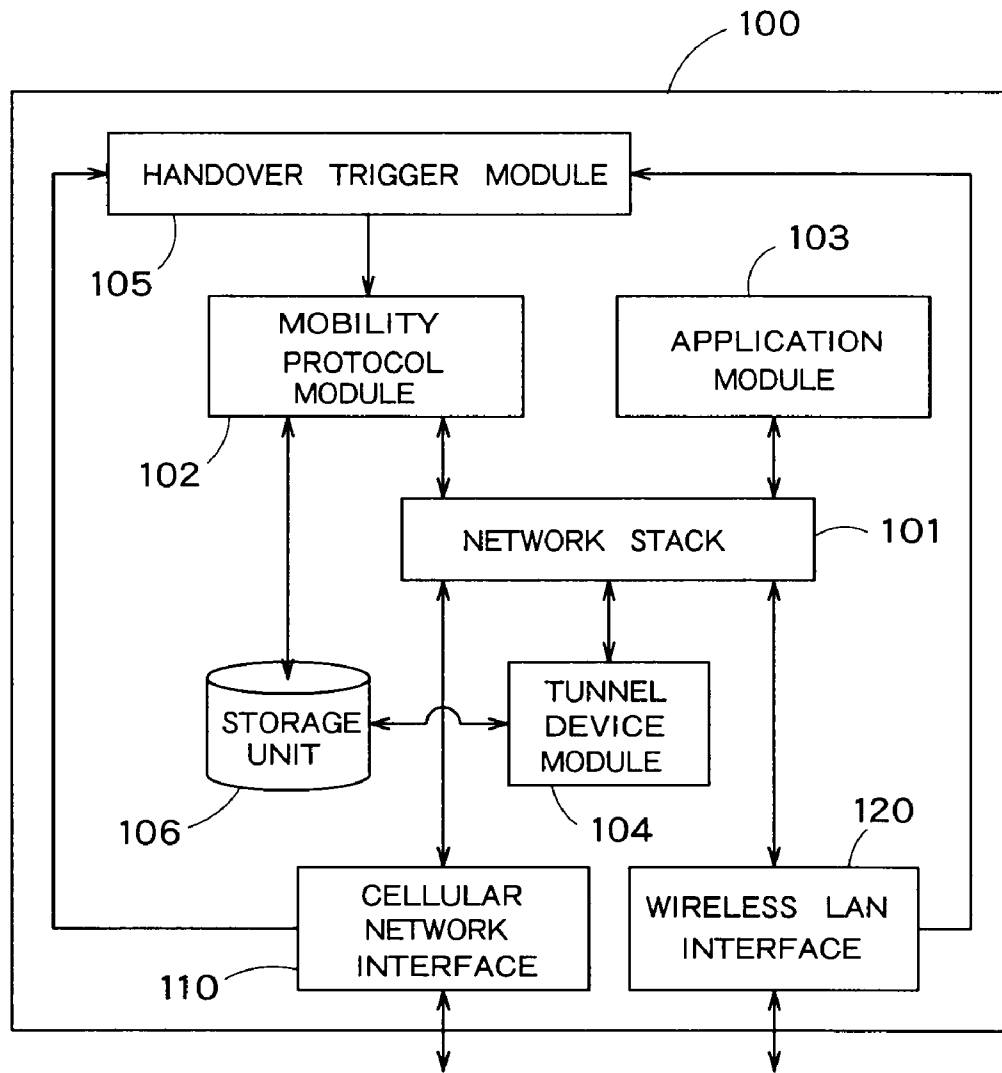 100
HANDOVER TRIGGER MODULE
105
103
MOBILITY
PROTOCOL
MODULE
APPLICATION
MODULE
102
NETWORK STACK
101
STORAGE
UNIT
TUNNEL
DEVICE
MODULE
106
104
120
CELLULAR
NETWORK
INTERFACE
WIRELESS LAN
INTERFACE
110